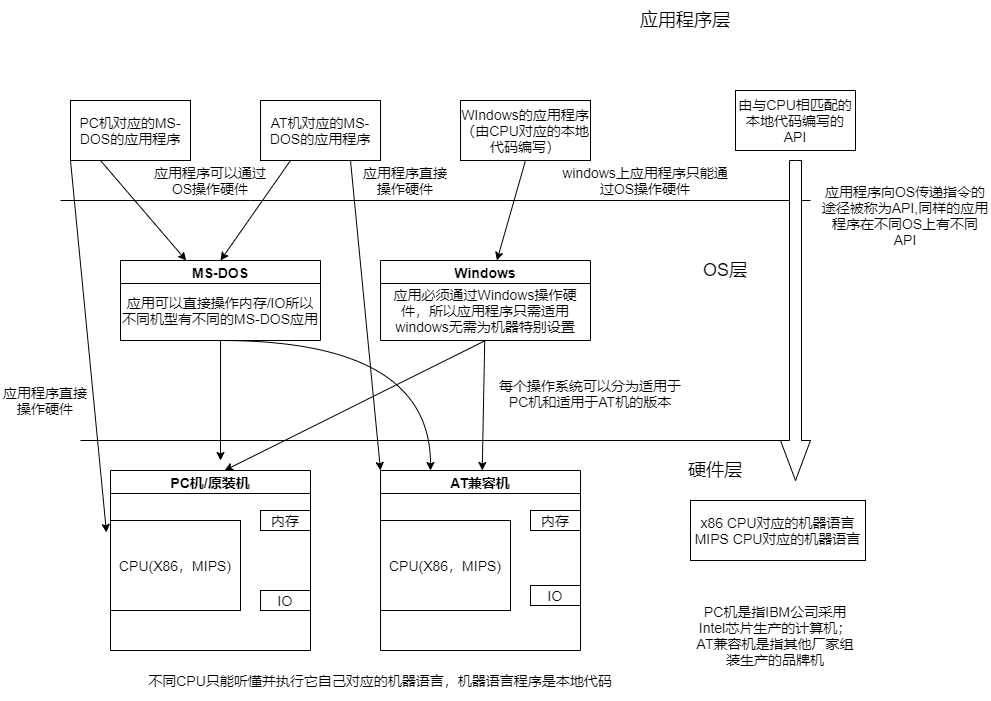 应用程序层
PC机对应的MS-
DOS的应用程序
AT机对应的MS-
DOS的应用程序
WIndows的应用程序
（由CPU对应的本地
代码编写）
由与CPU相匹配的
本地代码编写的
API
应用程序可以通过
OS操作硬件
应用程序直接
操作硬件
windows上应用程序只能通
过OS操作硬件
应用程序向OS传递指令的
途径被称为API,同样的应用
程序在不同OS上有不同
API
OS层
MS-DOS
应用可以直接操作内存/IO所以
不同机型有不同的MS-DOS应用
Windows
应用必须通过Windows操作硬
件，所以应用程序只需适用
windows无需为机器特别设置
应用程序直接
操作硬件
每个操作系统可以分为适用于
PC机和适用于AT机的版本
硬件层
PC机/原装机
内存
CPU(X86，MIPS)
IO
AT兼容机
内存
CPU(X86，MIPS)
IO
x86 CPU对应的机器语言
MIPS CPU对应的机器语言
PC机是指IBM公司采用
Intel芯片生产的计算机；
AT兼容机是指其他厂家组
装生产的品牌机
不同CPU只能听懂并执行它自己对应的机器语言，机器语言程序是本地代码